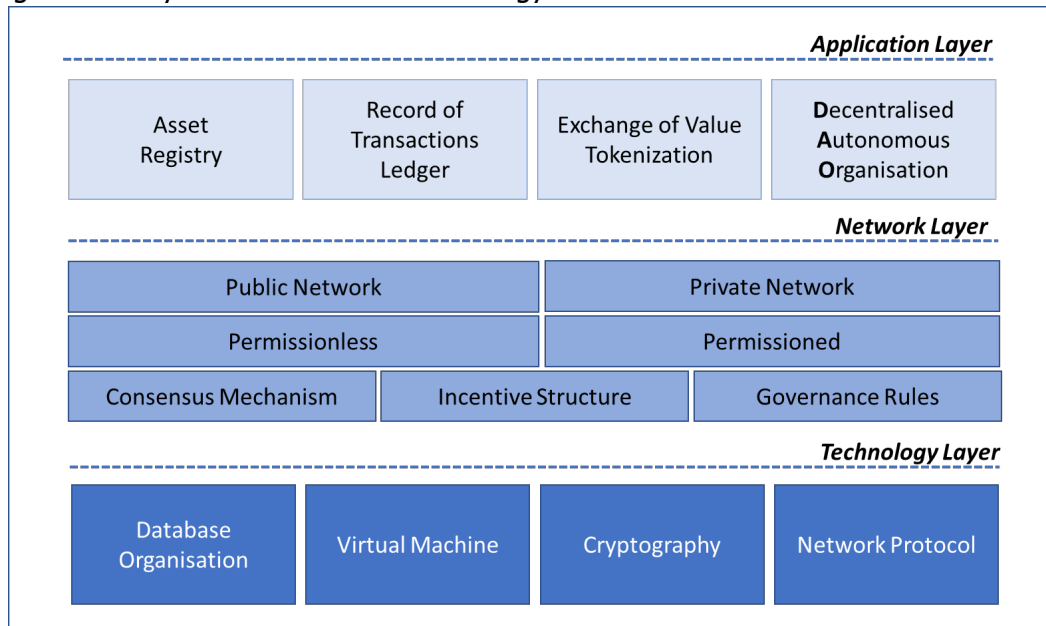 Application Layer
Asset
Registry
Record of
Transactions
Ledger
Exchange of Value
Tokenization
Decentralised
Autonomous
Organisation
Network Layer
Public Network
Private Network
Permissionless
Permissioned
Consensus Mechanism
Incentive Structure
Governance Rules
Technology Layer
Database
Organisation
Virtual Machine
Cryptography
Network Protocol